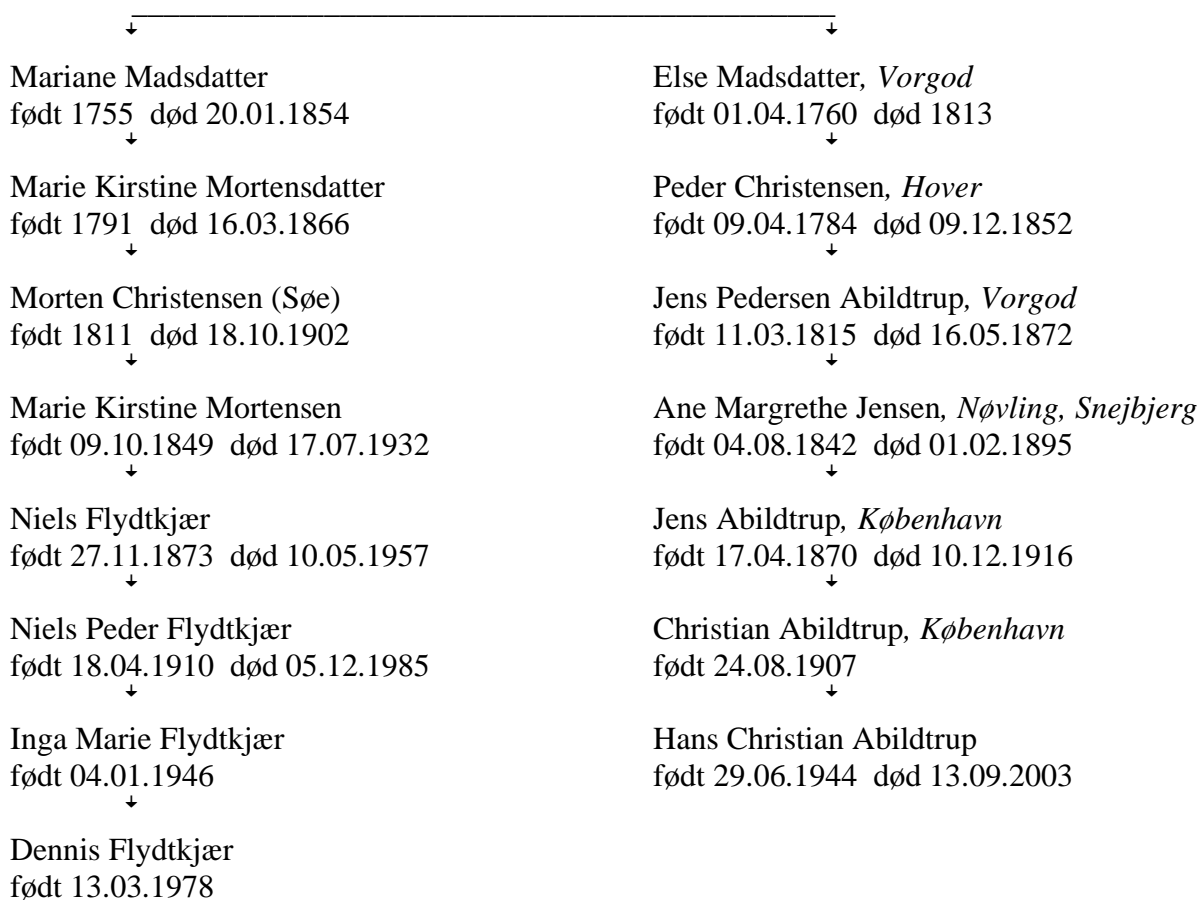 Mariane Madsdatter
født 1755 død 20.01.1854
Marie Kirstine Mortensdatter
født 1791 død 16.03.1866
Morten Christensen (Søe)
født 1811 død 18.10.1902
Marie Kirstine Mortensen
født 09.10.1849 død 17.07.1932
Niels Flydtkjær
født 27.11.1873 død 10.05.1957
Niels Peder Flydtkjær
født 18.04.1910 død 05.12.1985
Inga Marie Flydtkjær
født 04.01.1946
Dennis Flydtkjær
født 13.03.1978
Else Madsdatter, Vorgod
født 01.04.1760 død 1813
Peder Christensen, Hover
født 09.04.1784 død 09.12.1852
Jens Pedersen Abildtrup, Vorgod
født 11.03.1815 død 16.05.1872
Ane Margrethe Jensen, Nøvling, Snejbjerg
født 04.08.1842 død 01.02.1895
Jens Abildtrup, København
født 17.04.1870 død 10.12.1916
Christian Abildtrup, København
født 24.08.1907
Hans Christian Abildtrup
født 29.06.1944 død 13.09.2003